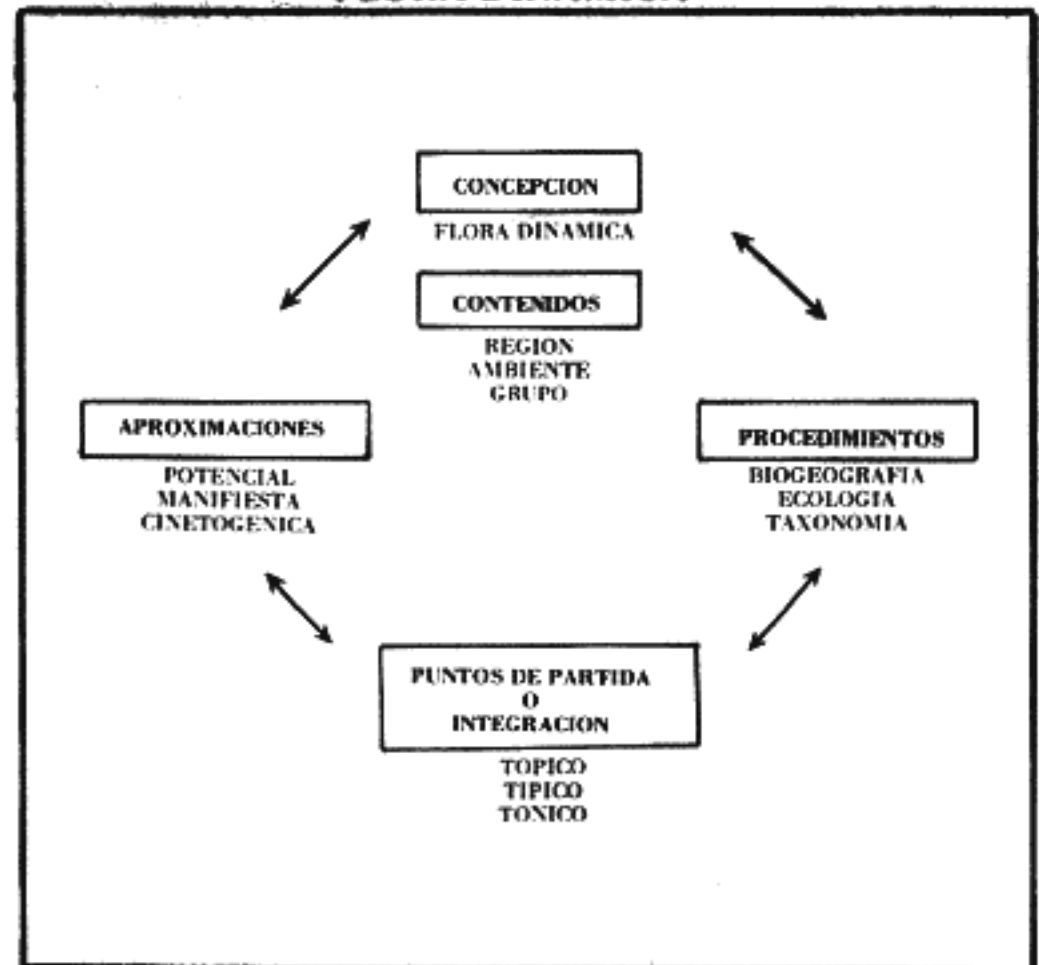 CONCEPCION
FLORA DINAMICA
CONTENIDOS
REGION
AMBIENTE
GRUPO
APROXIMACIONES
POTENCIAL
MANIFIESTA
CINETOGENICA
PROCEDIMIENTOS
BIOGEOGRAFIA
ECOLOGIA
TAXONOMIA
PUNTOS DE PARTIDA
O
INTEGRACION
TOPICO
TIPICO
TONICO